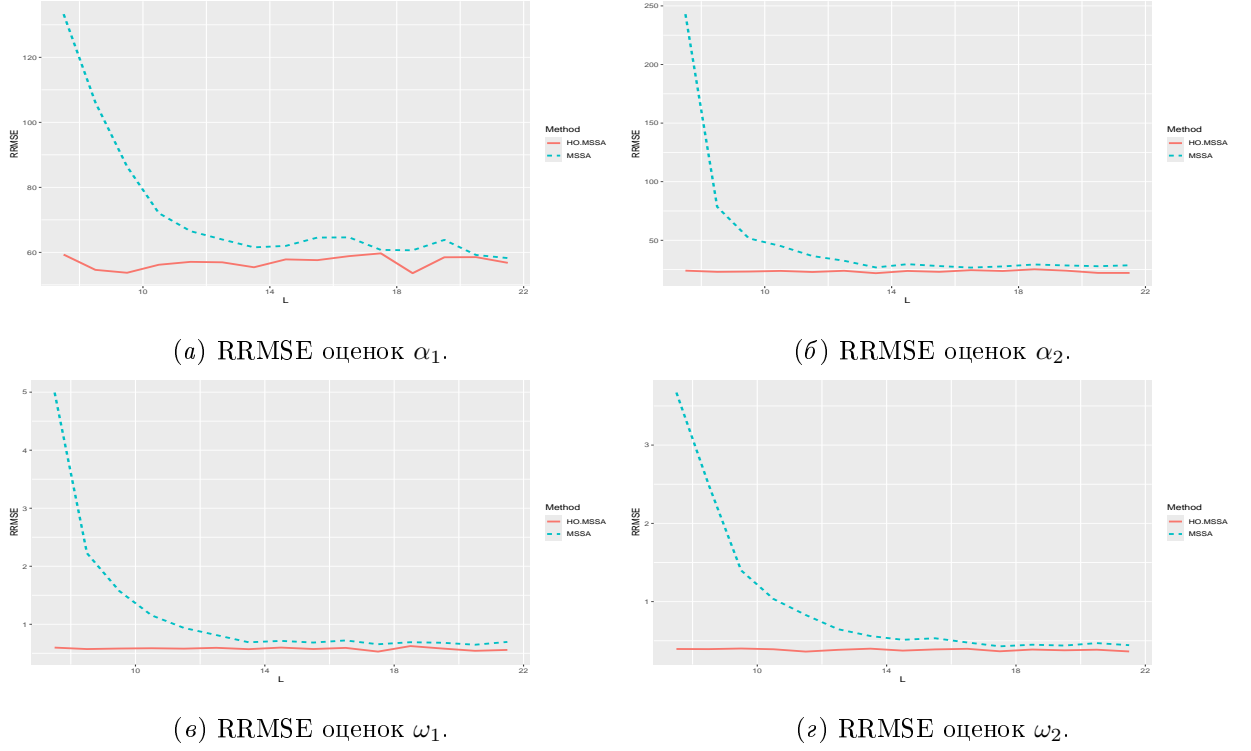 120
100
80
60
RRMSE
10
14
18
22
L
Method
HO.MSSA
MSSA
(а) RRMSE оценок α₁.
250
200
150
100
50
RRMSE
10
14
18
22
L
Method
HO.MSSA
MSSA
(б) RRMSE оценок α₂.
5
4
3
2
1
RRMSE
10
14
18
22
L
Method
HO.MSSA
MSSA
(в) RRMSE оценок ω₁.
3
2
1
RRMSE
10
14
18
22
L
Method
HO.MSSA
MSSA
(г) RRMSE оценок ω₂.